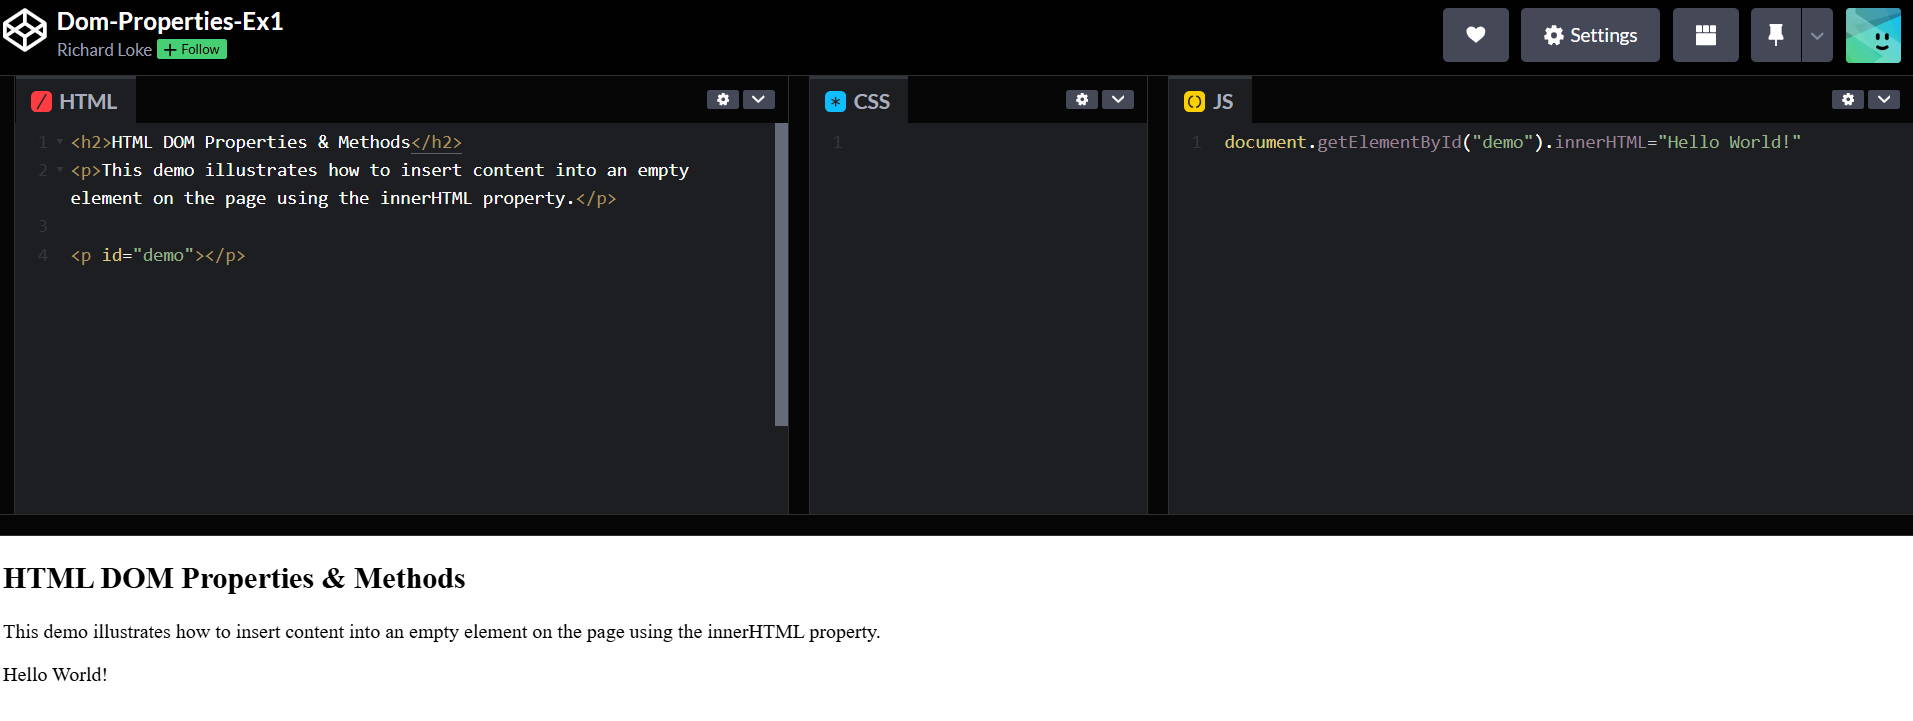 Dom-Properties-Ex1
Richard Loke + Follow
Settings
HTML
1 <h2>HTML DOM Properties & Methods</h2>
2 <p>This demo illustrates how to insert content into an empty
element on the page using the innerHTML property.</p>
3
4 <p id="demo"></p>
CSS
1
JS
1 document.getElementById("demo").innerHTML="Hello World!"
HTML DOM Properties & Methods
This demo illustrates how to insert content into an empty element on the page using the innerHTML property.
Hello World!